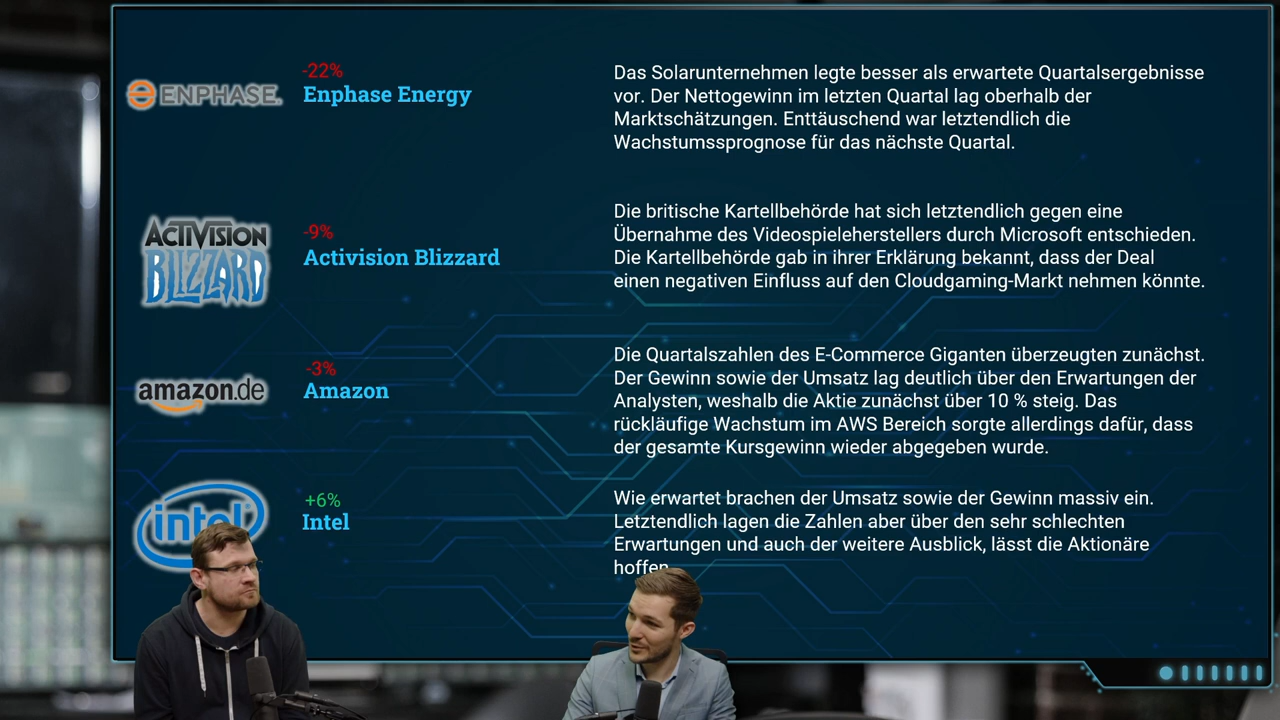 ENPHASE.
-22%
Enphase Energy
Das Solarunternehmen legte besser als erwartete Quartalsergebnisse
vor. Der Nettogewinn im letzten Quartal lag oberhalb der
Marktschätzungen. Enttäuschend war letztendlich die
Wachstumssprognose für das nächste Quartal.
ACTIVISION
BLIZZARD
-9%
Activision Blizzard
Die britische Kartellbehörde hat sich letztendlich gegen eine
Übernahme des Videospieleherstellers durch Microsoft entschieden.
Die Kartellbehörde gab in ihrer Erklärung bekannt, dass der Deal
einen negativen Einfluss auf den Cloudgaming-Markt nehmen könnte.
amazon.de
-3%
Amazon
Die Quartalszahlen des E-Commerce Giganten überzeugten zunächst.
Der Gewinn sowie der Umsatz lag deutlich über den Erwartungen der
Analysten, weshalb die Aktie zunächst über 10 % steig. Das
rückläufige Wachstum im AWS Bereich sorgte allerdings dafür, dass
der gesamte Kursgewinn wieder abgegeben wurde.
intel
+6%
Intel
Wie erwartet brachen der Umsatz sowie der Gewinn massiv ein.
Letztendlich lagen die Zahlen aber über den sehr schlechten
Erwartungen und auch der weitere Ausblick, lässt die Aktionäre
hoffen